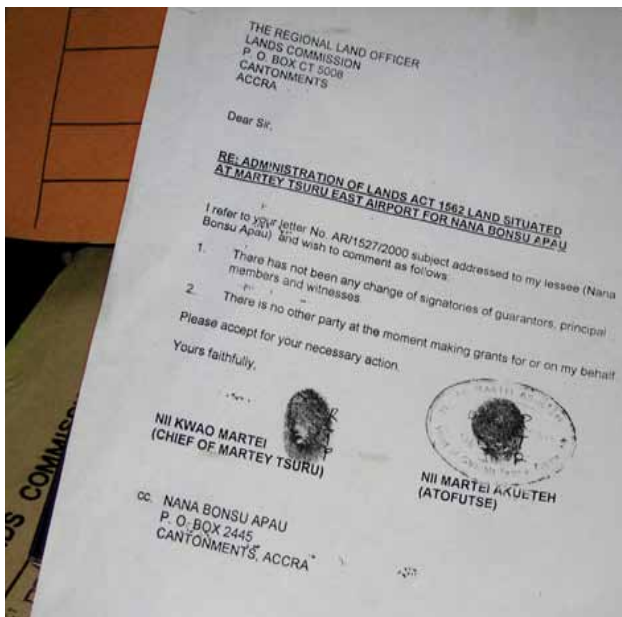 THE REGIONAL LAND OFFICER
LANDS COMMISSION
P. O. BOX CT 5008
CANTONMENTS
ACCRA
Dear Sir,
RE: ADMINISTRATION OF LANDS ACT 1562 LAND SITUATED
AT MARTEY TSURU EAST AIRPORT FOR NANA BONSU APAU
I refer to your letter No. AR/1527/2000 subject addressed to my lessee (Nana
Bonsu Apau) and wish to comment as follows:
1. There has not been any change of signatories of guarantors, principal
members and witnesses.
2. There is no other party at the moment making grants for or on my behalf.
Please accept for your necessary action.
Yours faithfully,
NII KWAO MARTEI
(CHIEF OF MARTEY TSURU)
NII MARTEI AKUETEH
(ATOFUTSE)
cc. NANA BONSU APAU
P. O. BOX 2445
CANTONMENTS, ACCRA